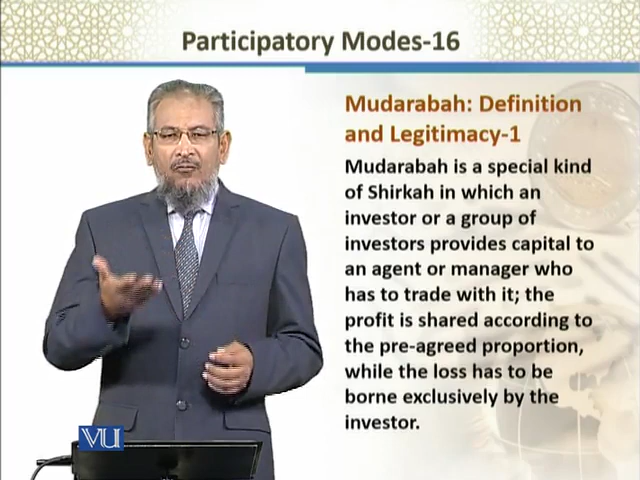 Participatory Modes-16
Mudarabah: Definition
and Legitimacy-1
Mudarabah is a special kind
of Shirkah in which an
investor or a group of
investors provides capital to
an agent or manager who
has to trade with it; the
profit is shared according to
the pre-agreed proportion,
while the loss has to be
borne exclusively by the
investor.
VU